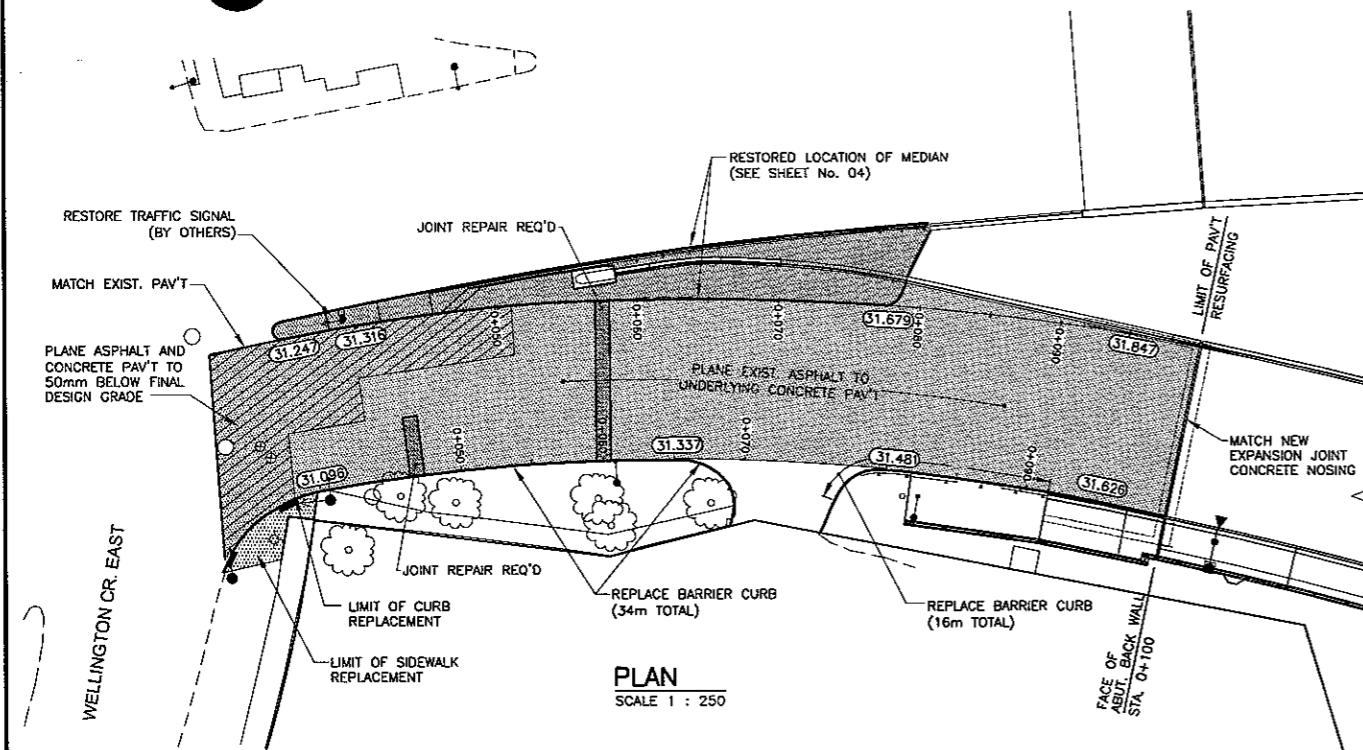 RESTORED LOCATION OF MEDIAN
(SEE SHEET No. 04)
RESTORE TRAFFIC SIGNAL
(BY OTHERS)
JOINT REPAIR REQ'D
MATCH EXIST. PAV'T
LIMIT OF PAV'T
RESURFACING
PLANE ASPHALT AND
CONCRETE PAV'T TO
50mm BELOW FINAL
DESIGN GRADE
31.247
31.316
0+050
0+060
0+070
31.679
0+080
0+090
31.847
PLANE EXIST. ASPHALT TO
UNDERLYING CONCRETE PAV'T
31.096
0+050
0+060
31.337
0+070
31.481
0+090
31.626
MATCH NEW
EXPANSION JOINT
CONCRETE NOSING
WELLINGTON CR. EAST
JOINT REPAIR REQ'D
LIMIT OF CURB
REPLACEMENT
LIMIT OF SIDEWALK
REPLACEMENT
REPLACE BARRIER CURB
(34m TOTAL)
REPLACE BARRIER CURB
(16m TOTAL)
FACE OF
ABUT. BACK WALL
STA. 0+100
PLAN
SCALE 1 : 250